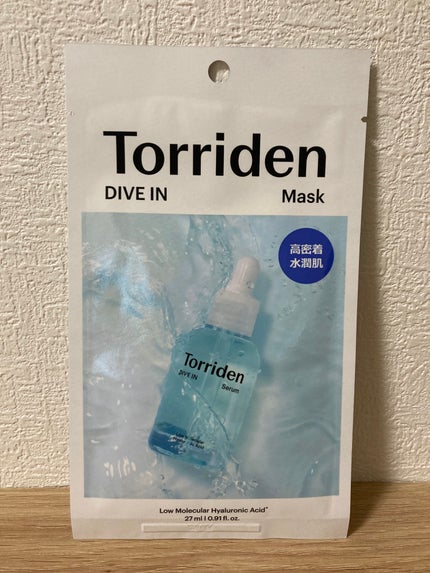 Torriden
DIVE IN Mask
高密着
水潤肌
Torriden
DIVE IN
Serum
Low Molecular Hyaluronic Acid*
27 ml | 0.91 fl. oz.